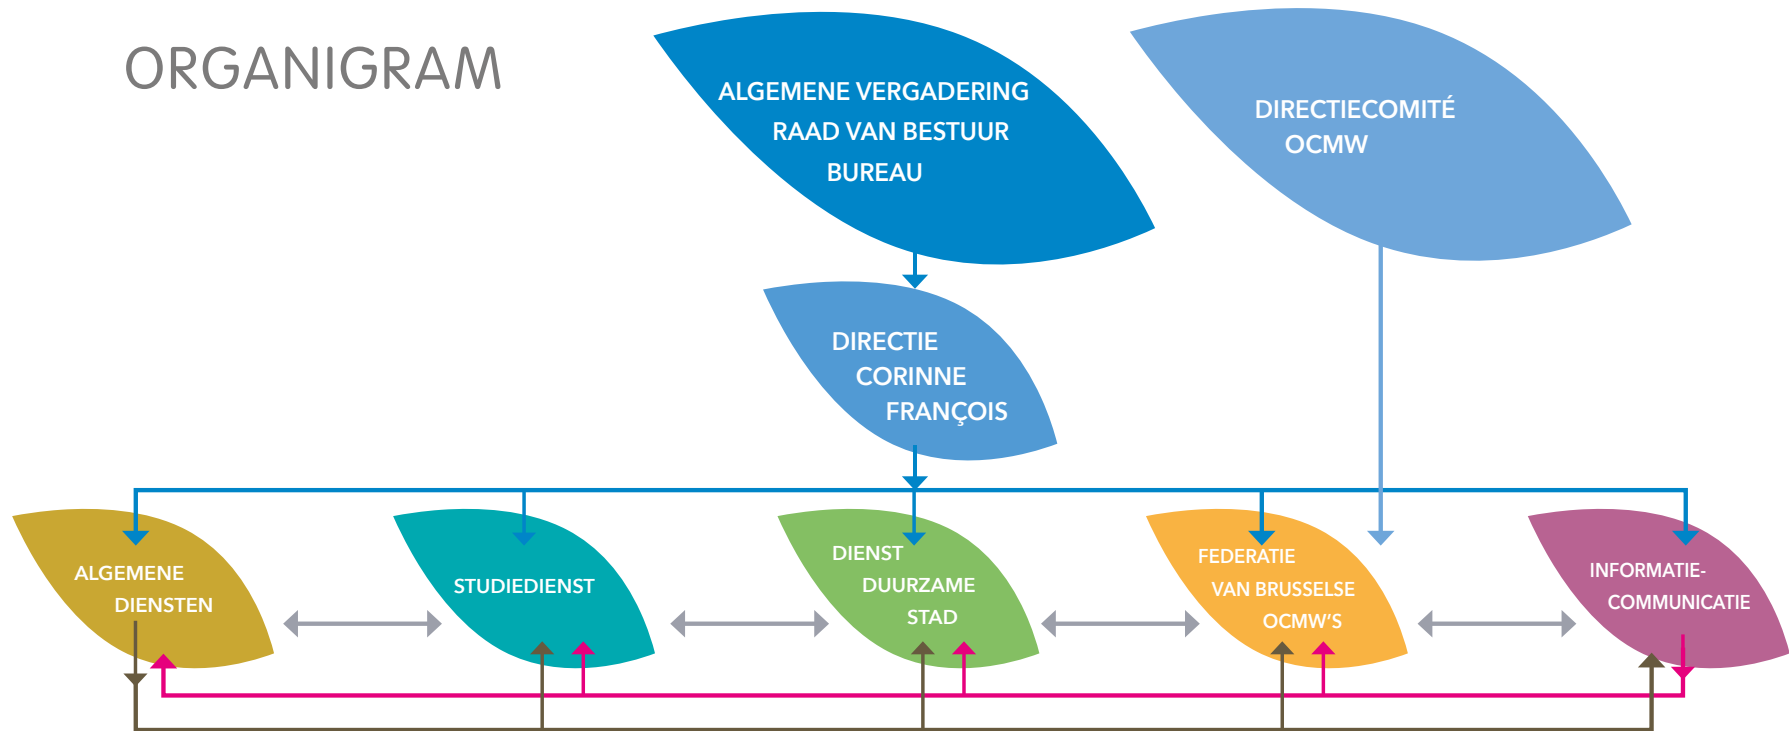 ORGANIGRAM
ALGEMENE VERGADERING
RAAD VAN BESTUUR
BUREAU
DIRECTIECOMITÉ
OCMW
DIRECTIE
CORINNE
FRANÇOIS
ALGEMENE
DIENSTEN
STUDIEDIENST
DIENST
DUURZAME
STAD
FEDERATIE
VAN BRUSSELSE
OCMW'S
INFORMATIE-
COMMUNICATIE